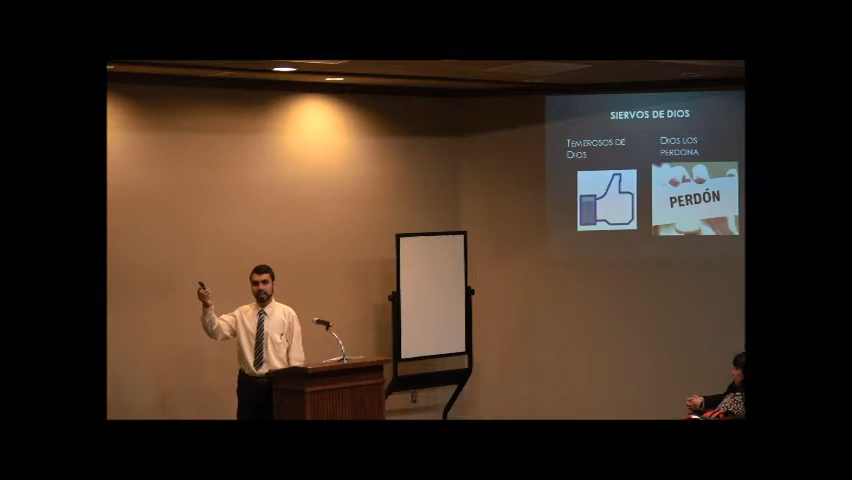 SIERVOS DE DIOS
TEMEROSOS DE
DIOS
DIOS LOS
PERDONA
PERDÓN